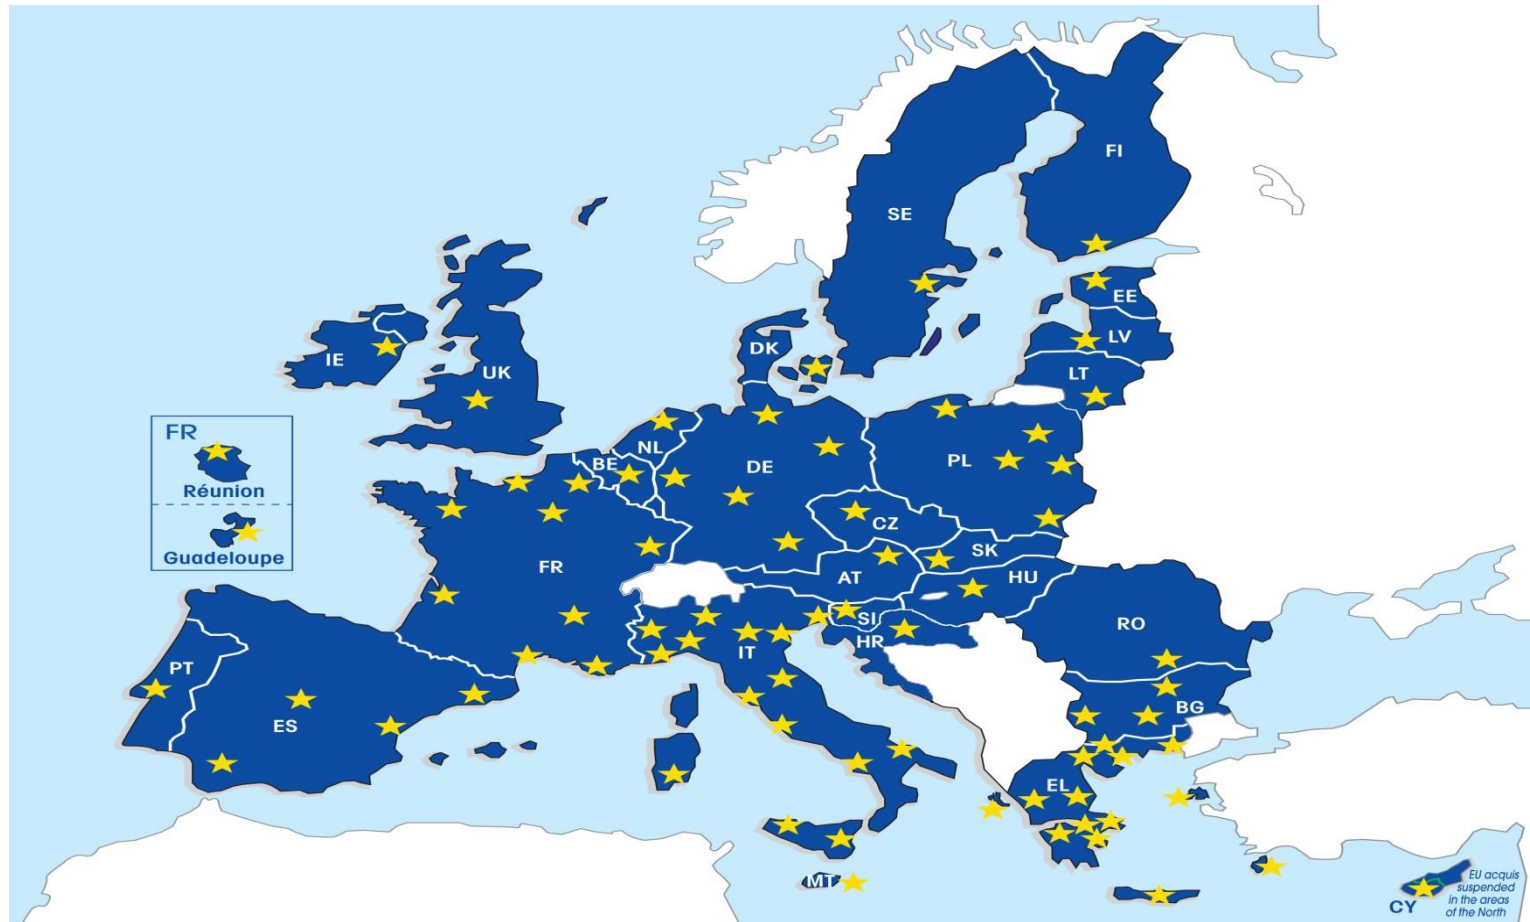 FI
SE
EE
LV
LT
DK
IE
UK
FR
Réunion
Guadeloupe
NL
BE
DE
PL
CZ
SK
FR
AT
HU
SI
HR
RO
IT
PT
ES
BG
EL
MT
CY
EU acquis
suspended
in the areas
of the North